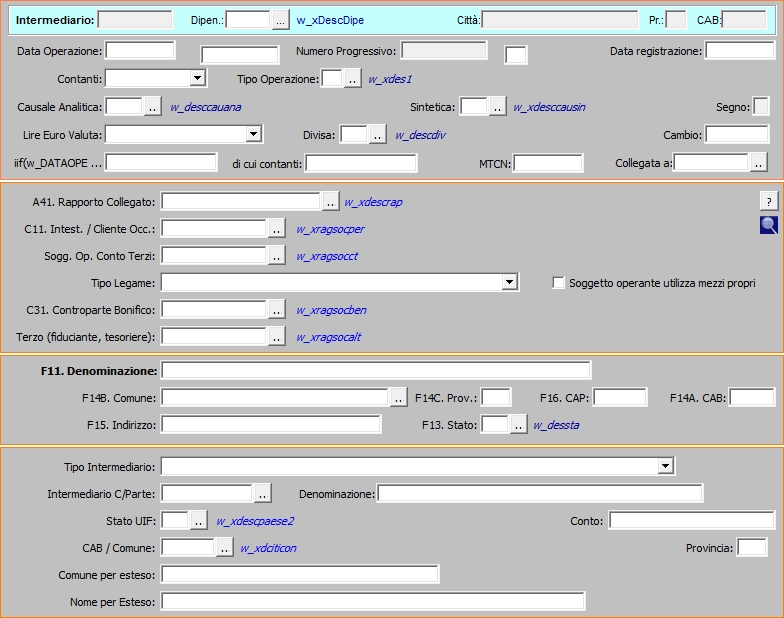 Intermediario: Dipen.: ... w_xDescDipe Città: Pr.: CAB:
Data Operazione: Numero Progressivo: Data registrazione:
Contanti: Tipo Operazione: .. w_xdes1
Causale Analitica: .. w_desccauana Sintetica: .. w_xdesccausin Segno:
Lire Euro Valuta: Divisa: .. w_descdiv Cambio:
iif(w_DATAOPE ... di cui contanti: MTCN: Collegata a: ..
A41. Rapporto Collegato: .. w_xdescrap ?
C11. Intest. / Cliente Occ.: .. w_xragsocper
Sogg. Op. Conto Terzi: .. w_xragsocct
Tipo Legame: Soggetto operante utilizza mezzi propri
C31. Controparte Bonifico: .. w_xragsocben
Terzo (fiduciante, tesoriere): .. w_xragsocalt
F11. Denominazione:
F14B. Comune: .. F14C. Prov.: F16. CAP: F14A. CAB:
F15. Indirizzo: F13. Stato: .. w_dessta
Tipo Intermediario:
Intermediario C/Parte: .. Denominazione:
Stato UIF: .. w_xdescpaese2 Conto:
CAB / Comune: .. w_xdciticon Provincia:
Comune per esteso:
Nome per Esteso: